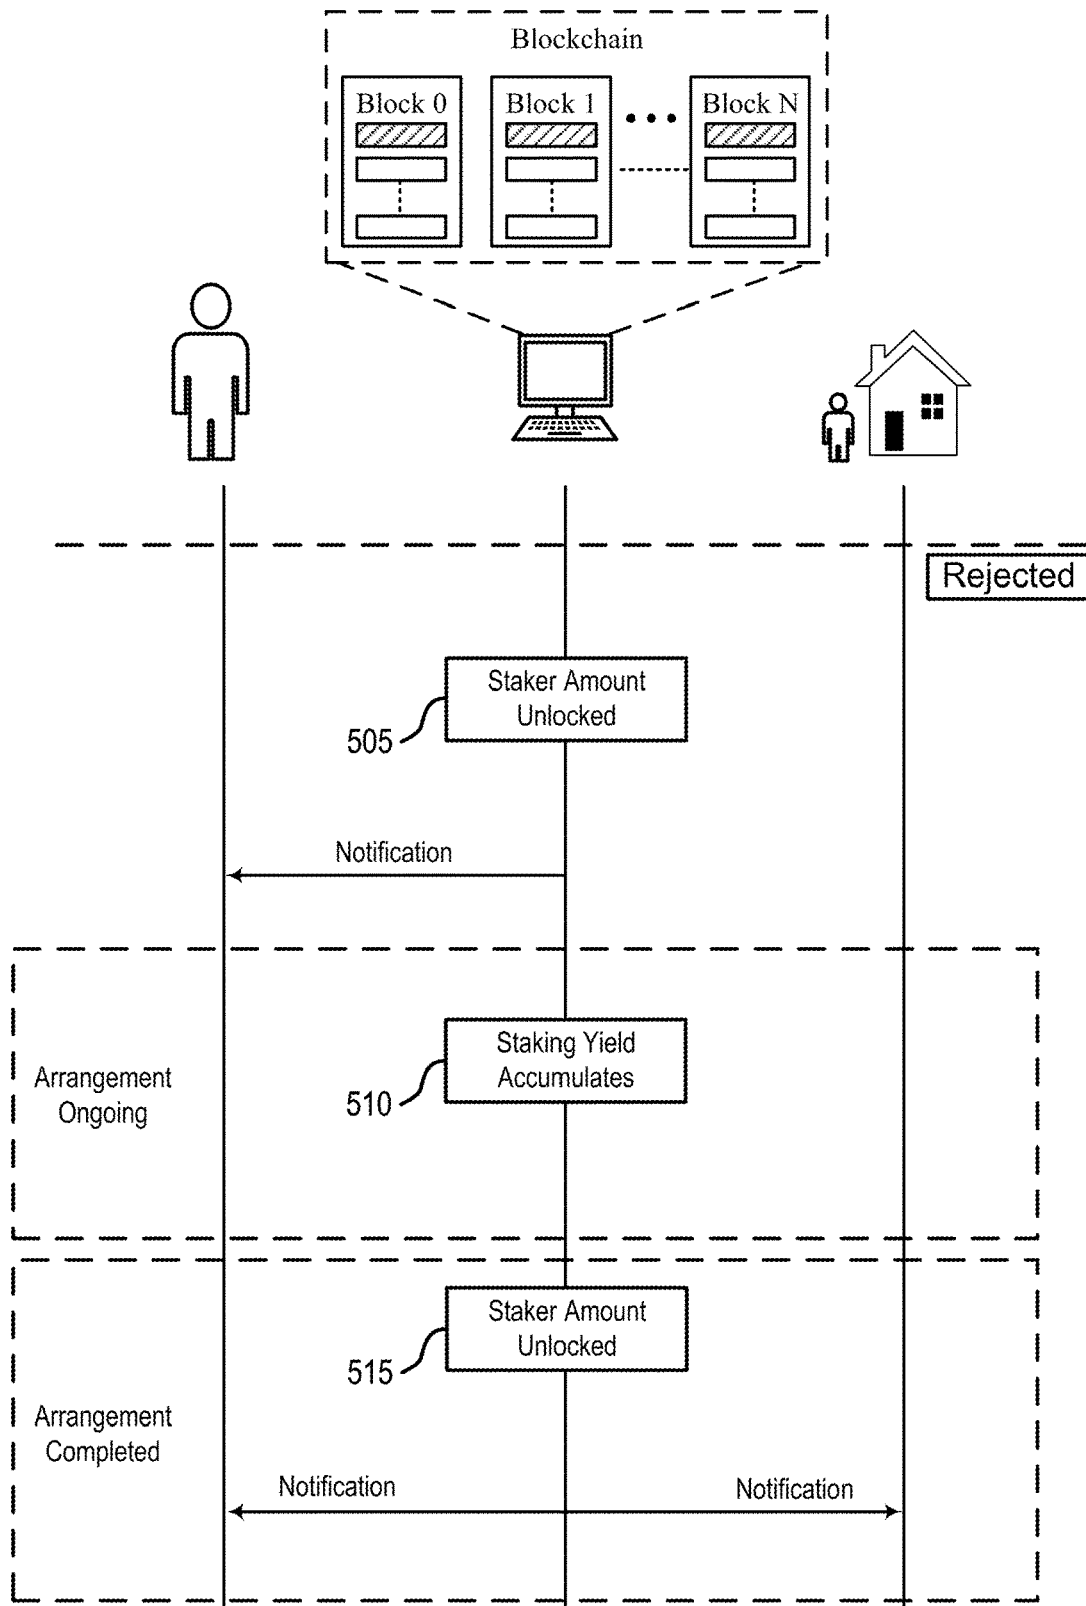 Blockchain
Block 0
Block 1
Block N
Rejected
Staker Amount
Unlocked
505
Notification
Staking Yield
Accumulates
510
Arrangement
Ongoing
Staker Amount
Unlocked
515
Arrangement
Completed
Notification
Notification